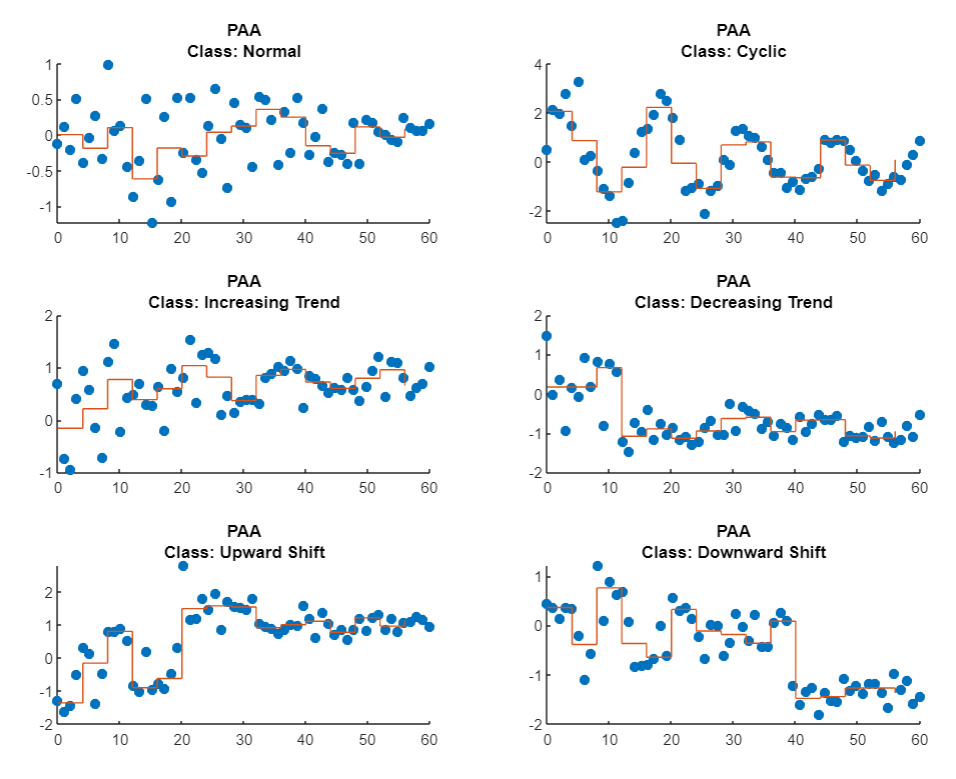 PAA
Class: Normal
1
0.5
0
-0.5
-1
0 10 20 30 40 50 60
PAA
Class: Cyclic
4
2
0
-2
0 10 20 30 40 50 60
PAA
Class: Increasing Trend
2
1
0
-1
0 10 20 30 40 50 60
PAA
Class: Decreasing Trend
2
1
0
-1
-2
0 10 20 30 40 50 60
PAA
Class: Upward Shift
2
1
0
-1
-2
0 10 20 30 40 50 60
PAA
Class: Downward Shift
1
0
-1
-2
0 10 20 30 40 50 60